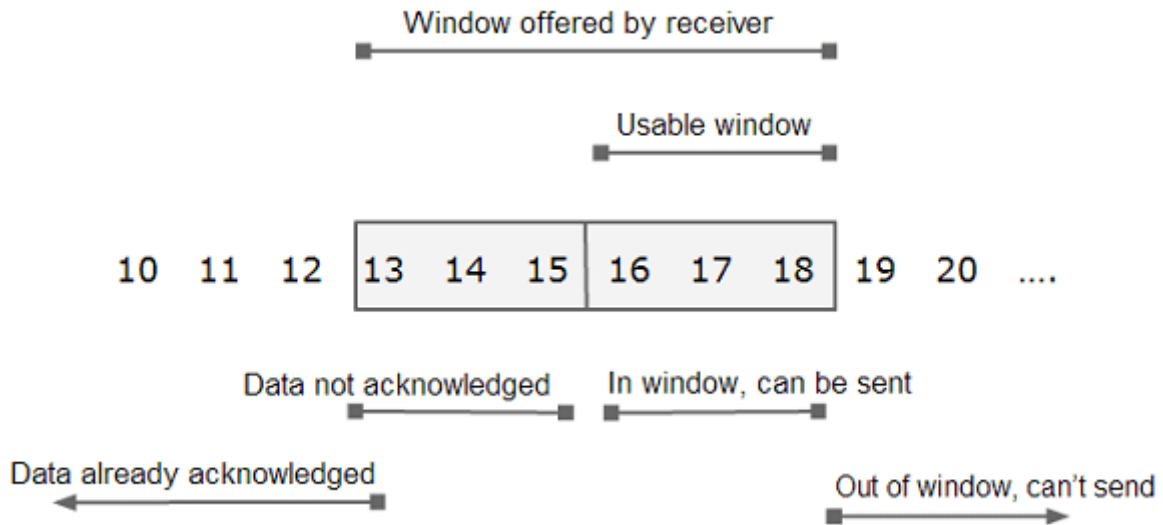 Window offered by receiver
Usable window
10 11 12 13 14 15 16 17 18 19 20 ....
Data not acknowledged In window, can be sent
Data already acknowledged Out of window, can't send